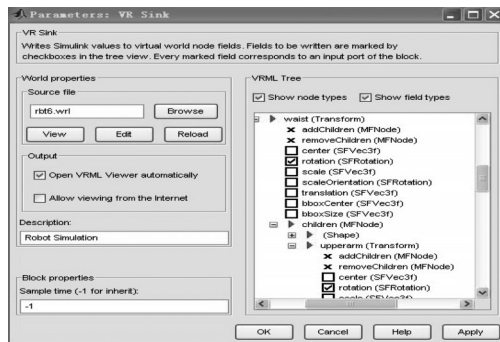 Parameters: VR Sink
VR Sink
Writes Simulink values to virtual world node fields. Fields to be written are marked by
checkboxes in the tree view. Every marked field corresponds to an input port of the block.
World properties
Source file
rbt6.wrl
Browse
View
Edit
Reload
Output
Open VRML Viewer automatically
Allow viewing from the Internet
Description:
Robot Simulation
Block properties
Sample time (-1 for inherit):
-1
VRML Tree
Show node types
Show field types
waist (Transform)
addChildren (MFNode)
removeChildren (MFNode)
center (SFVec3f)
rotation (SFRotation)
scale (SFVec3f)
scaleOrientation (SFRotation)
translation (SFVec3f)
bboxCenter (SFVec3f)
bboxSize (SFVec3f)
children (MFNode)
(Shape)
upperarm (Transform)
addChildren (MFNode)
removeChildren (MFNode)
center (SFVec3f)
rotation (SFRotation)
scale (SFVec3f)
OK
Cancel
Help
Apply